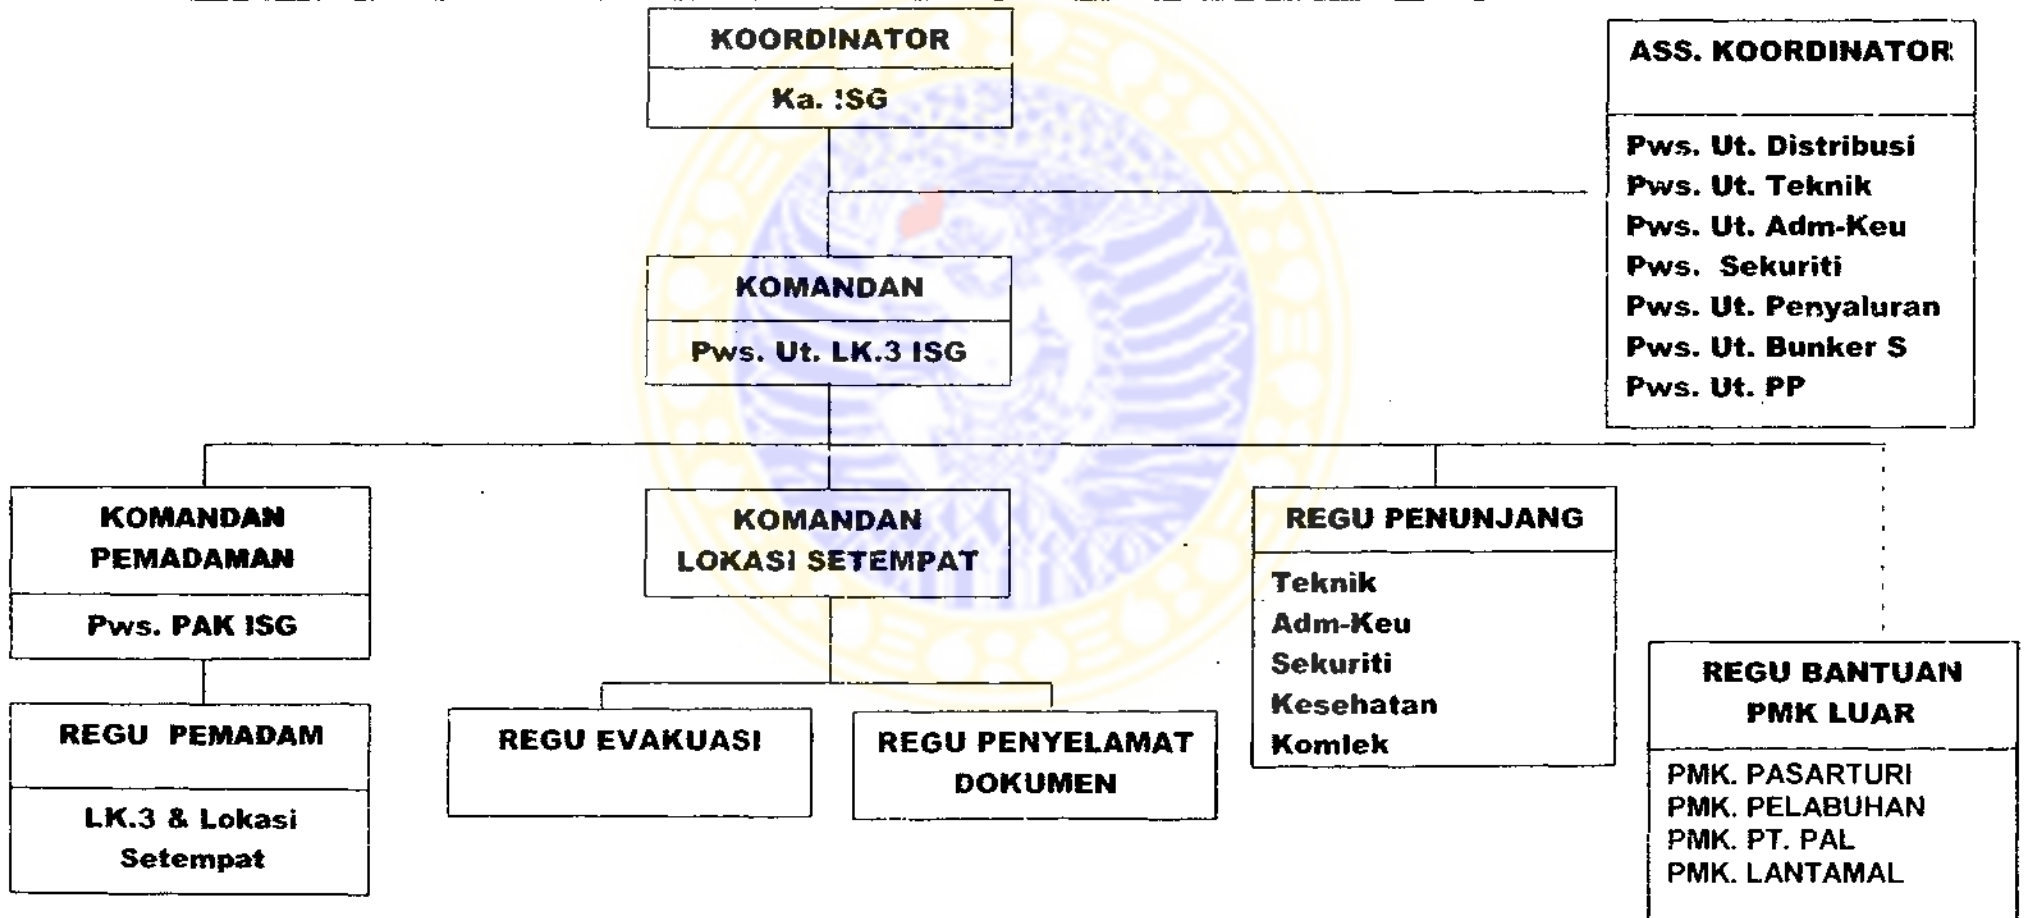 KOORDINATOR
Ka. ISG
ASS. KOORDINATOR
Pws. Ut. Distribusi
Pws. Ut. Teknik
Pws. Ut. Adm-Keu
Pws. Sekuriti
Pws. Ut. Penyaluran
Pws. Ut. Bunker S
Pws. Ut. PP
KOMANDAN
Pws. Ut. LK.3 ISG
KOMANDAN
PEMADAMAN
Pws. PAK ISG
KOMANDAN
LOKASI SETEMPAT
REGU PENUNJANG
Teknik
Adm-Keu
Sekuriti
Kesehatan
Komlek
REGU PEMADAM
LK.3 & Lokasi
Setempat
REGU EVAKUASI
REGU PENYELAMAT
DOKUMEN
REGU BANTUAN
PMK LUAR
PMK. PASARTURI
PMK. PELABUHAN
PMK. PT. PAL
PMK. LANTAMAL